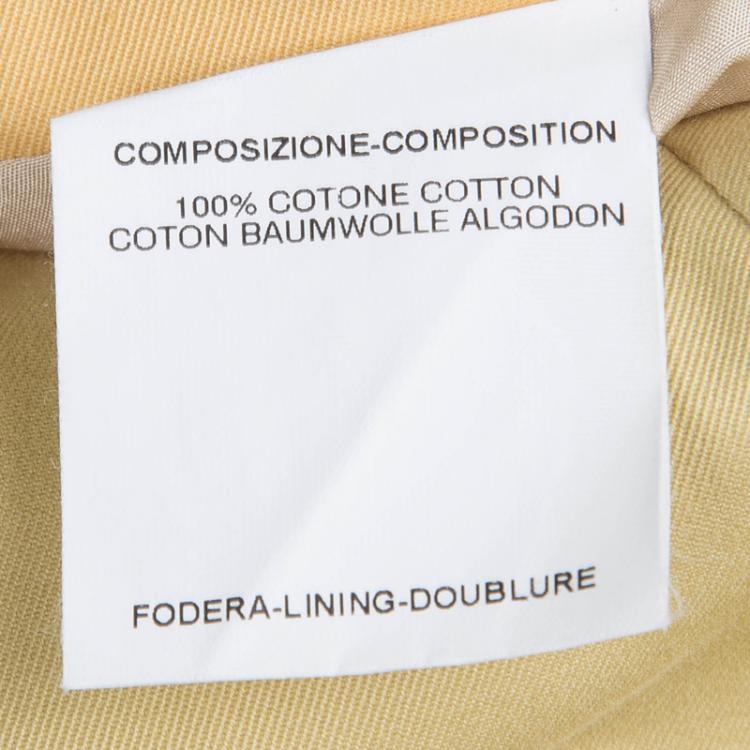 COMPOSIZIONE-COMPOSITION
100% COTONE COTTON
COTON BAUMWOLLE ALGODON
FODERA-LINING-DOUBLURE